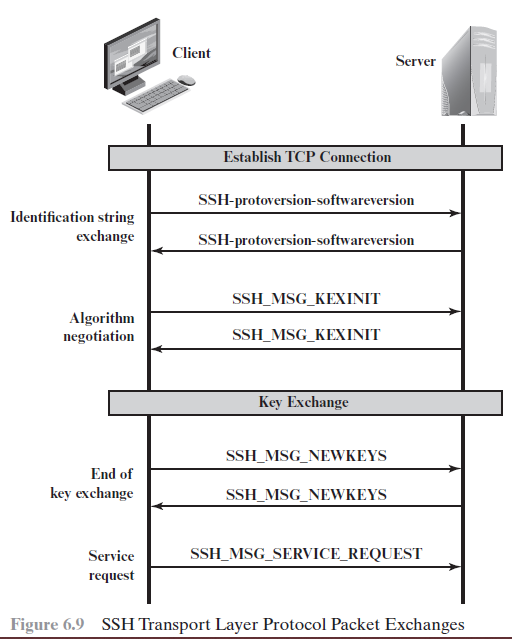 Client
Server
Establish TCP Connection
SSH-protoversion-softwareversion
Identification string
exchange
SSH-protoversion-softwareversion
SSH_MSG_KEXINIT
Algorithm
negotiation
SSH_MSG_KEXINIT
Key Exchange
SSH_MSG_NEWKEYS
End of
key exchange
SSH_MSG_NEWKEYS
Service
request
SSH_MSG_SERVICE_REQUEST
Figure 6.9 SSH Transport Layer Protocol Packet Exchanges